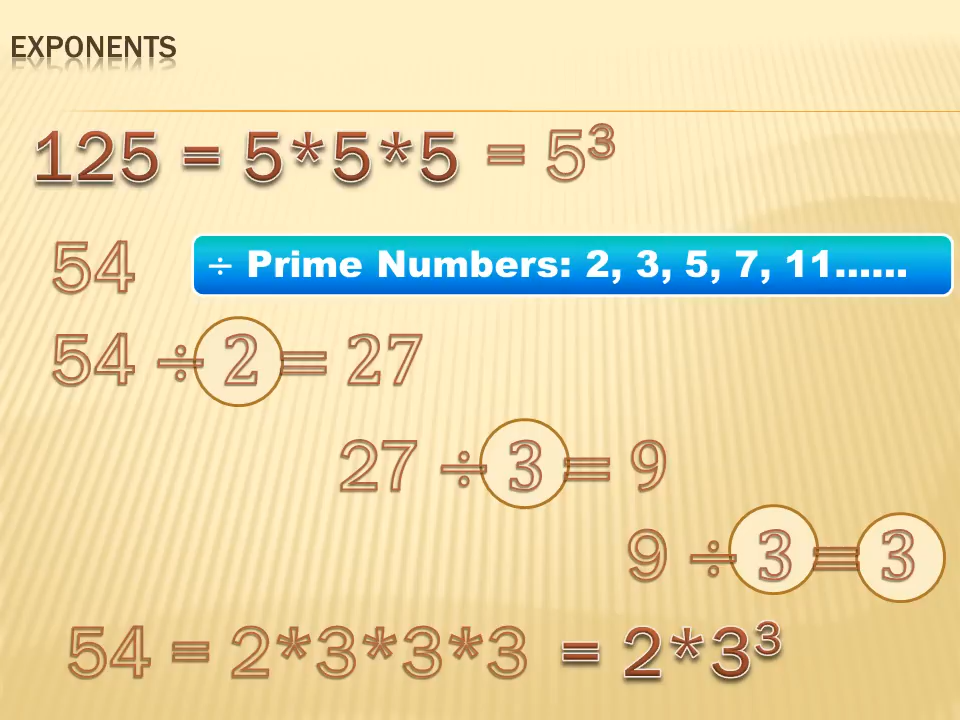 EXPONENTS
125 = 5*5*5 = 5³
54 ÷ Prime Numbers: 2, 3, 5, 7, 11......
54 ÷ 2 = 27
27 ÷ 3 = 9
9 ÷ 3 = 3
54 = 2*3*3*3 = 2*3³